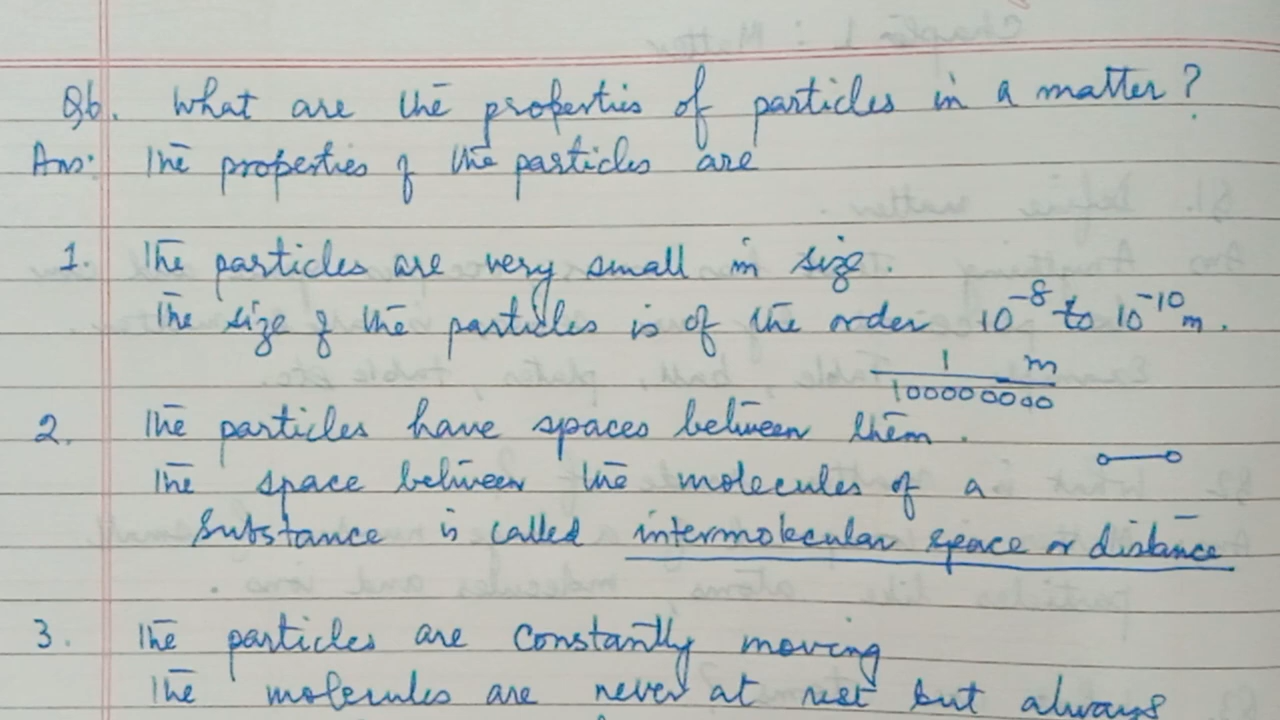 Q6. What are the properties of particles in a matter?
Ans: The properties of the particles are
1. The particles are very small in size.
The size of the particles is of the order 10⁻⁸ to 10⁻¹⁰ m.
1 m
100000000
2. The particles have spaces between them.
The space between the molecules of a
substance is called intermolecular space or distance
3. The particles are constantly moving
The molecules are never at rest but always